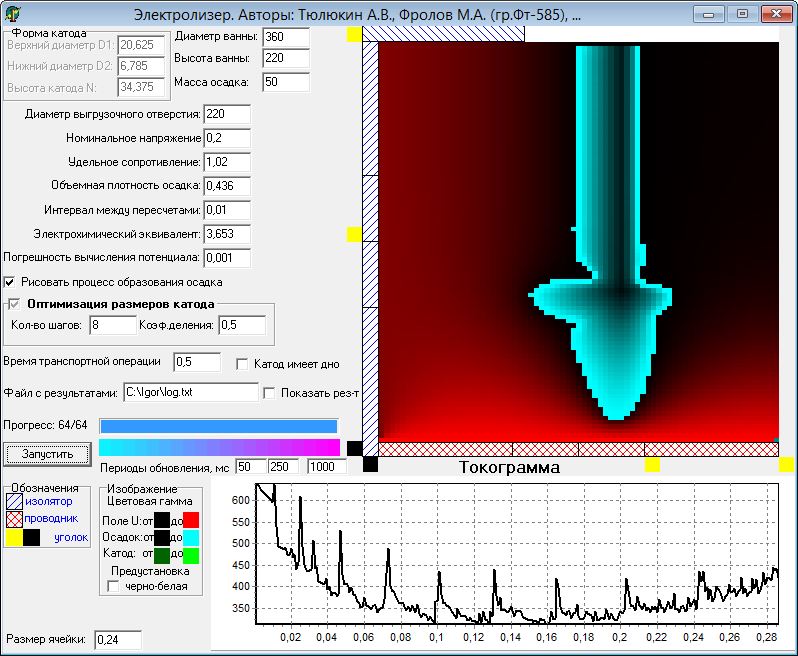 Электролизер. Авторы: Тюлюкин А.В., Фролов М.А. (гр.Фт-585), ...
Форма катода
Верхний диаметр D1: 20,625
Нижний диаметр D2: 6,785
Высота катода N: 34,375
Диаметр ванны: 360
Высота ванны: 220
Масса осадка: 50
Диаметр выгрузочного отверстия: 220
Номинальное напряжение 0,2
Удельное сопротивление: 1,02
Объемная плотность осадка: 0,436
Интервал между пересчетами: 0,01
Электрохимический эквивалент: 3,653
Погрешность вычисления потенциала: 0,001
Рисовать процесс образования осадка
Оптимизация размеров катода
Кол-во шагов: 8 Коэф.деления: 0,5
Время транспортной операции 0,5 Катод имеет дно
Файл с результатами: C:\Igor\log.txt Показать рез-т
Прогресс: 64/64
Запустить
Периоды обновления, мс 50 250 1000
Обозначения
изолятор
проводник
уголок
Изображение
Цветовая гамма
Поле U: от до
Осадок: от до
Катод: от до
Предустановка
черно-белая
Размер ячейки: 0,24
Токограмма
600
550
500
450
400
350
0,02 0,04 0,06 0,08 0,1 0,12 0,14 0,16 0,18 0,2 0,22 0,24 0,26 0,28